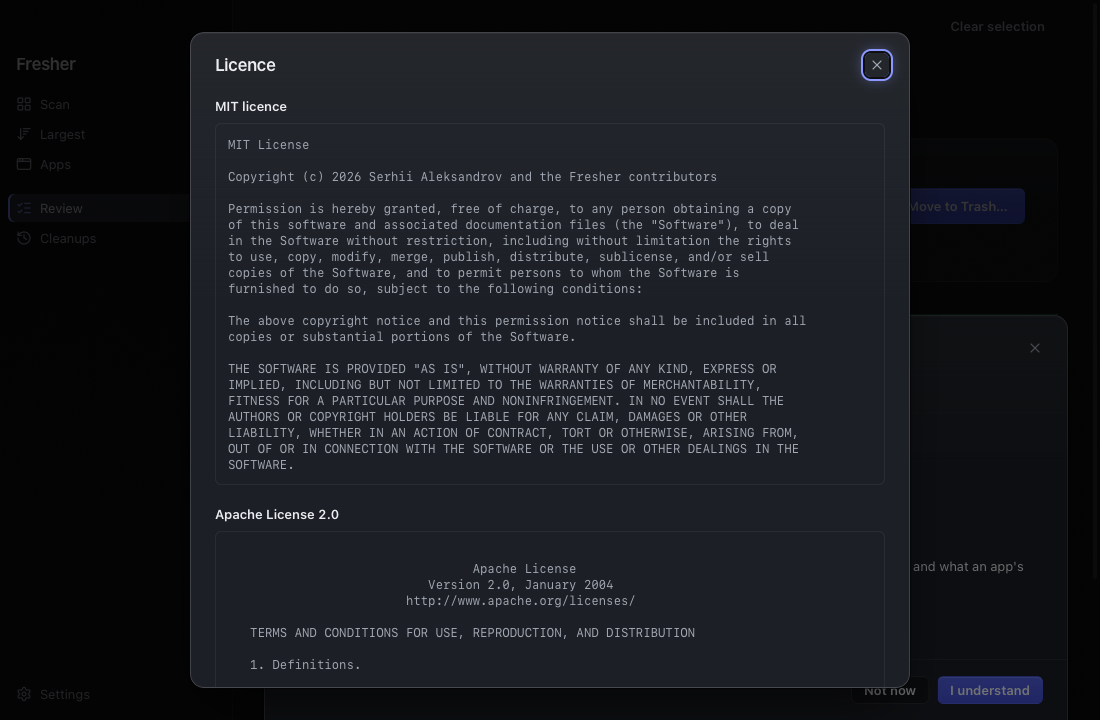 Clear selection
Fresher
Scan
Largest
Apps
Review
Cleanups
Settings
Licence
MIT licence
MIT License
Copyright (c) 2026 Serhii Aleksandrov and the Fresher contributors
Permission is hereby granted, free of charge, to any person obtaining a copy
of this software and associated documentation files (the "Software"), to deal
in the Software without restriction, including without limitation the rights
to use, copy, modify, merge, publish, distribute, sublicense, and/or sell
copies of the Software, and to permit persons to whom the Software is
furnished to do so, subject to the following conditions:
The above copyright notice and this permission notice shall be included in all
copies or substantial portions of the Software.
THE SOFTWARE IS PROVIDED "AS IS", WITHOUT WARRANTY OF ANY KIND, EXPRESS OR
IMPLIED, INCLUDING BUT NOT LIMITED TO THE WARRANTIES OF MERCHANTABILITY,
FITNESS FOR A PARTICULAR PURPOSE AND NONINFRINGEMENT. IN NO EVENT SHALL THE
AUTHORS OR COPYRIGHT HOLDERS BE LIABLE FOR ANY CLAIM, DAMAGES OR OTHER
LIABILITY, WHETHER IN AN ACTION OF CONTRACT, TORT OR OTHERWISE, ARISING FROM,
OUT OF OR IN CONNECTION WITH THE SOFTWARE OR THE USE OR OTHER DEALINGS IN THE
SOFTWARE.
Apache License 2.0
Apache License
Version 2.0, January 2004
http://www.apache.org/licenses/
TERMS AND CONDITIONS FOR USE, REPRODUCTION, AND DISTRIBUTION
1. Definitions.
Move to Trash...
and what an app's
Not now
I understand